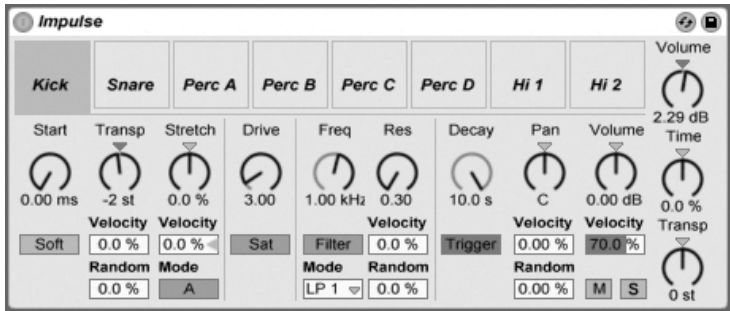 Impulse
Volume
Kick Snare Perc A Perc B Perc C Perc D Hi 1 Hi 2
2.29 dB
Start Transp Stretch Drive Freq Res Decay Pan Volume Time
0.00 ms -2 st 0.0 % 3.00 1.00 kHz 0.30 10.0 s C 0.00 dB 0.0 %
Velocity Velocity Velocity Velocity Velocity Transp
Soft 0.0 % 0.0 % Sat Filter 0.0 % Trigger 0.00 % 70.0 %
Random Mode Mode Random Random
0.0 % A LP 1 0.0 % 0.00 % M S 0 st